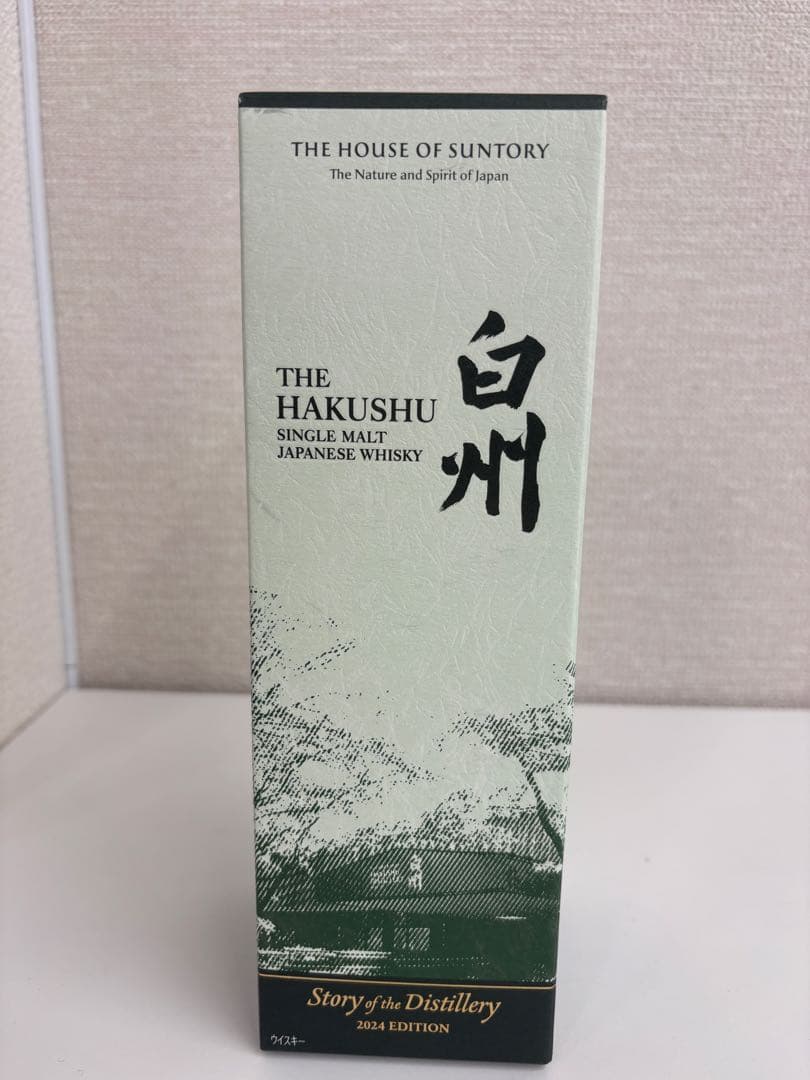 THE HOUSE OF SUNTORY
The Nature and Spirit of Japan
白州
THE
HAKUSHU
SINGLE MALT
JAPANESE WHISKY
Story of the Distillery
2024 EDITION
ウイスキー